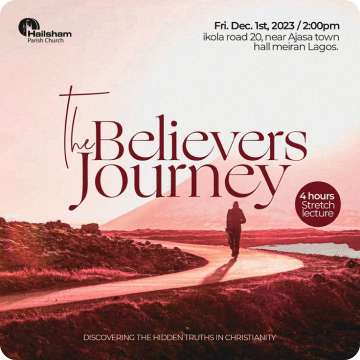 Hailsham
Parish Church
Fri. Dec. 1st, 2023 / 2:00pm
ikola road 20, near Ajasa town
hall meiran Lagos.
The Believers
Journey
4 hours
Stretch
lecture
DISCOVERING THE HIDDEN TRUTHS IN CHRISTIANITY